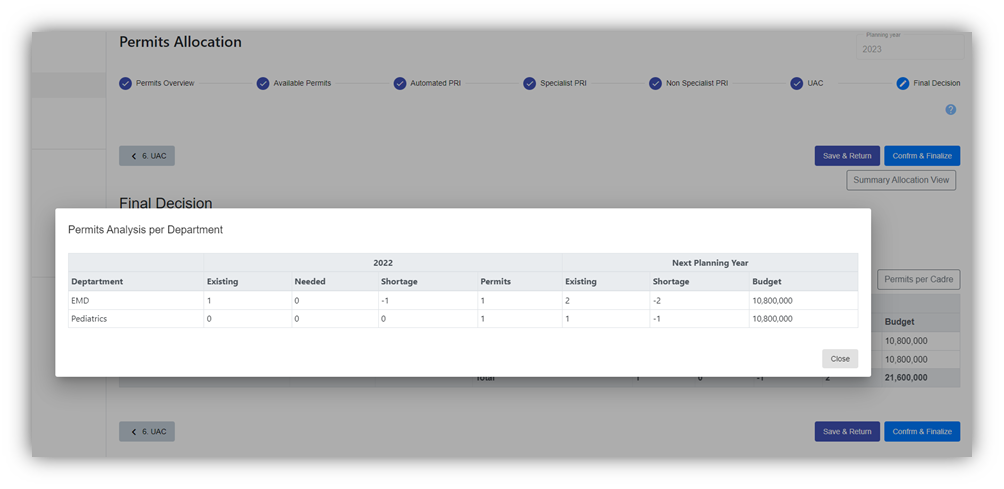 Permits Allocation
Planning year
2023
Permits Overview Available Permits Automated PRI Specialist PRI Non Specialist PRI UAC Final Decision
?
6. UAC Save & Return Confrm & Finalize
Summary Allocation View
Final Decision
Permits Analysis per Department
2022 Next Planning Year
Deptartment Existing Needed Shortage Permits Existing Shortage Budget
EMD 1 0 -1 1 2 -2 10,800,000
Pediatrics 0 0 0 1 1 -1 10,800,000
Close
Permits per Cadre
Budget
10,800,000
10,800,000
Total 1 0 -1 2 21,600,000
6. UAC Save & Return Confrm & Finalize